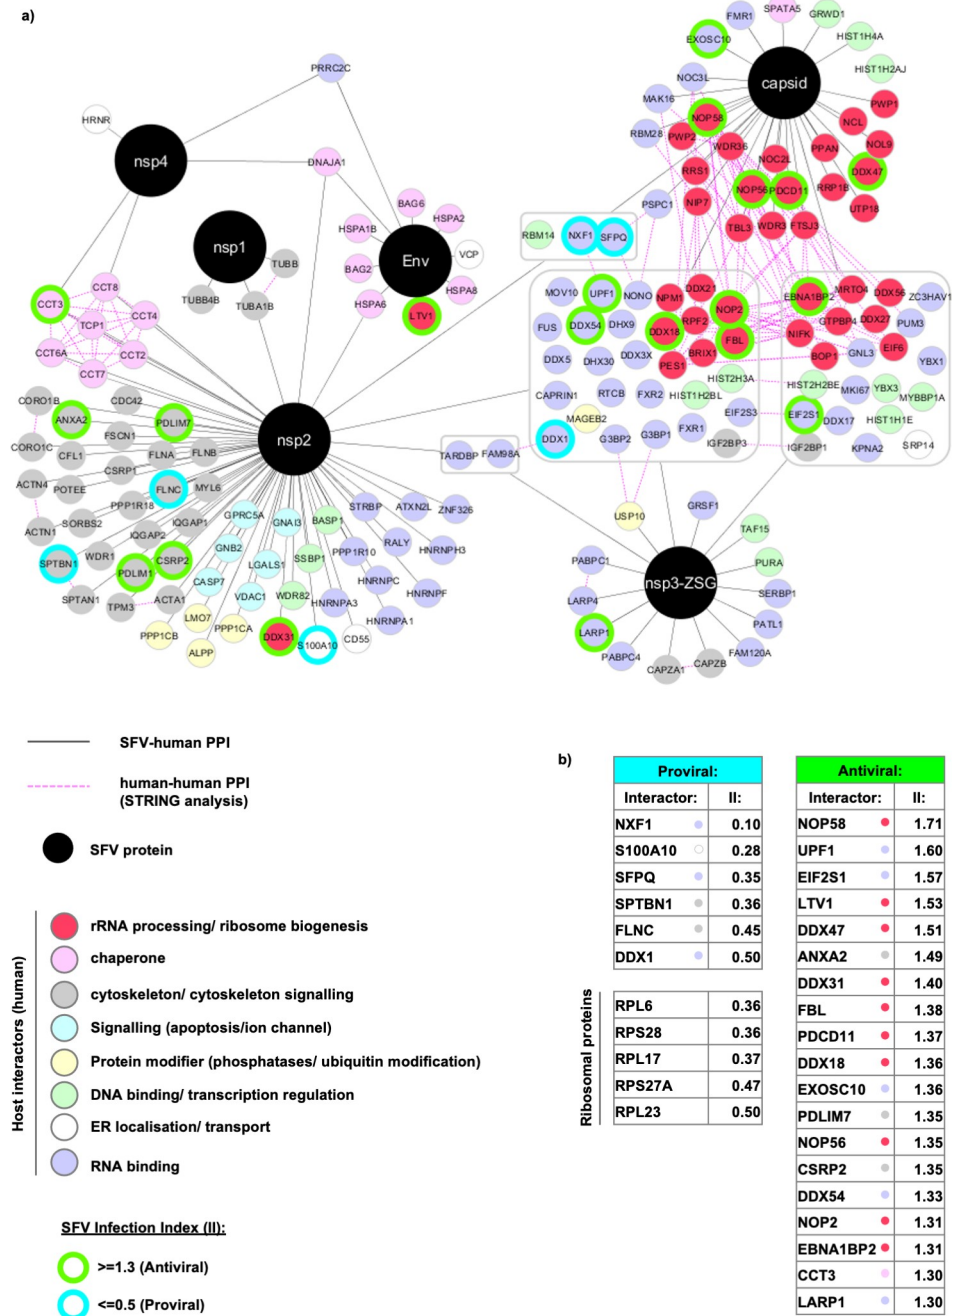 a)
SPATA5
FMR1
GRWD1
EXOSC10
HIST1H4A
PRRC2C
HIST1H2AJ
NOC3L
capsid
MAK16
PWP1
HRNR
NOP58
NCL
RBM28
PWP2
WDR36
PPAN
NOL9
nsp4
DNAJA1
NOC2L
RRS1
DDX47
NOP56
PDCD11
RRP1B
BAG6
NIP7
UTP18
HSPA2
PSPC1
HSPA1B
TBL3
WDR3
FTSJ3
nsp1
RBM14
NXF1
SFPQ
VCP
TUBB
Env
BAG2
CCT8
TUBB4B
TUBA1B
HSPA6
HSPA8
MOV10
UPF1
NONO
NPM1
DDX21
EBNA1BP2
MRTO4
DDX56
ZC3HAV1
CCT3
CCT4
LTV1
NOP2
TCP1
FUS
DDX54
DHX9
DDX18
RPF2
GTPBP4
DDX27
PUM3
NIFK
FBL
CCT6A
CCT2
DDX5
DHX30
DDX3X
BRIX1
BOP1
GNL3
EIF6
YBX1
CCT7
PES1
HIST2H3A
HIST2H2BE
MKI67
YBX3
CORO1B
CDC42
CAPRIN1
RTCB
FXR2
HIST1H2BL
MYBBP1A
ANXA2
PDLIM7
MAGEB2
EIF2S3
EIF2S1
DDX17
HIST1H1E
FSCN1
nsp2
DDX1
G3BP2
G3BP1
FXR1
IGF2BP3
IGF2BP1
KPNA2
SRP14
CORO1C
CFL1
FLNA
FLNB
TARDBP
FAM98A
CSRP1
ACTN4
POTEE
FLNC
MYL6
PPP1R18
STRBP
ATXN2L
ZNF326
GRSF1
GPRC5A
GNAI3
BASP1
USP10
ACTN1
SORBS2
IQGAP1
TAF15
IQGAP2
PPP1R10
RALY
HNRNPH3
GNB2
WDR1
SSBP1
PABPC1
PURA
SPTBN1
CSRP2
LGALS1
PDLIM1
HNRNPC
nsp3-ZSG
CASP7
HNRNPF
SERBP1
SPTAN1
TPM3
ACTA1
VDAC1
WDR82
HNRNPA3
LARP4
LMO7
HNRNPA1
PATL1
PPP1CB
PPP1CA
DDX31
S100A10
CD55
LARP1
ALPP
PABPC4
FAM120A
CAPZA1
CAPZB
SFV-human PPI
human-human PPI
(STRING analysis)
SFV protein
Host interactors (human)
rRNA processing/ ribosome biogenesis
chaperone
cytoskeleton/ cytoskeleton signalling
Signalling (apoptosis/ion channel)
Protein modifier (phosphatases/ ubiquitin modification)
DNA binding/ transcription regulation
ER localisation/ transport
RNA binding
SFV Infection Index (II):
>=1.3 (Antiviral)
<=0.5 (Proviral)
b)
Proviral:
Interactor: II:
NXF1 0.10
S100A10 0.28
SFPQ 0.35
SPTBN1 0.36
FLNC 0.45
DDX1 0.50
Ribosomal proteins
RPL6 0.36
RPS28 0.36
RPL17 0.37
RPS27A 0.47
RPL23 0.50
Antiviral:
Interactor: II:
NOP58 1.71
UPF1 1.60
EIF2S1 1.57
LTV1 1.53
DDX47 1.51
ANXA2 1.49
DDX31 1.40
FBL 1.38
PDCD11 1.37
DDX18 1.36
EXOSC10 1.36
PDLIM7 1.35
NOP56 1.35
CSRP2 1.35
DDX54 1.33
NOP2 1.31
EBNA1BP2 1.31
CCT3 1.30
LARP1 1.30